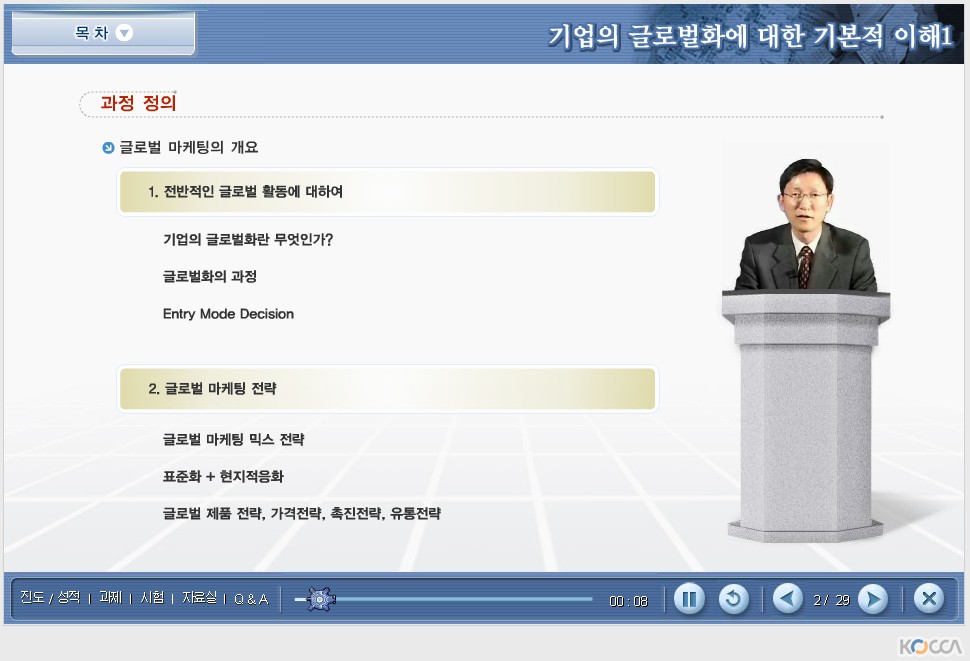 목 차
기업의 글로벌화에 대한 기본적 이해1
과정 정의
글로벌 마케팅의 개요
1. 전반적인 글로벌 활동에 대하여
기업의 글로벌화란 무엇인가?
글로벌화의 과정
Entry Mode Decision
2. 글로벌 마케팅 전략
글로벌 마케팅 믹스 전략
표준화 + 현지적응화
글로벌 제품 전략, 가격전략, 촉진전략, 유통전략
진도 / 성적 | 과제 | 시험 | 자료실 | Q & A
00 : 08
2 / 29
KOCCA